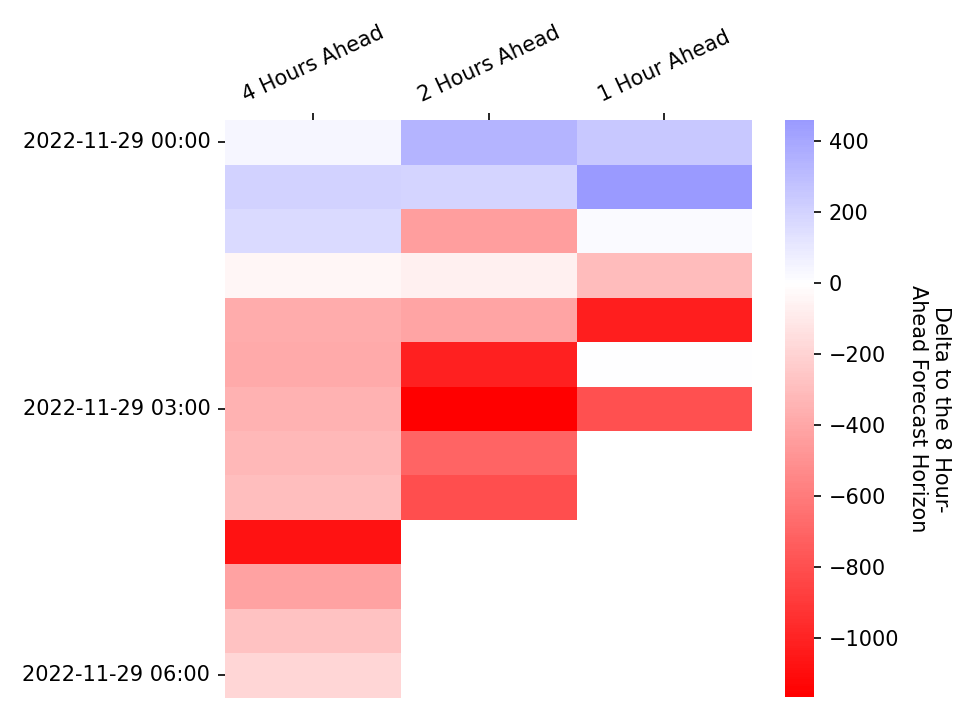 4 Hours Ahead
2 Hours Ahead
1 Hour Ahead
2022-11-29 00:00
2022-11-29 03:00
2022-11-29 06:00
400
200
0
−200
−400
−600
−800
−1000
Delta to the 8 Hour-
Ahead Forecast Horizon